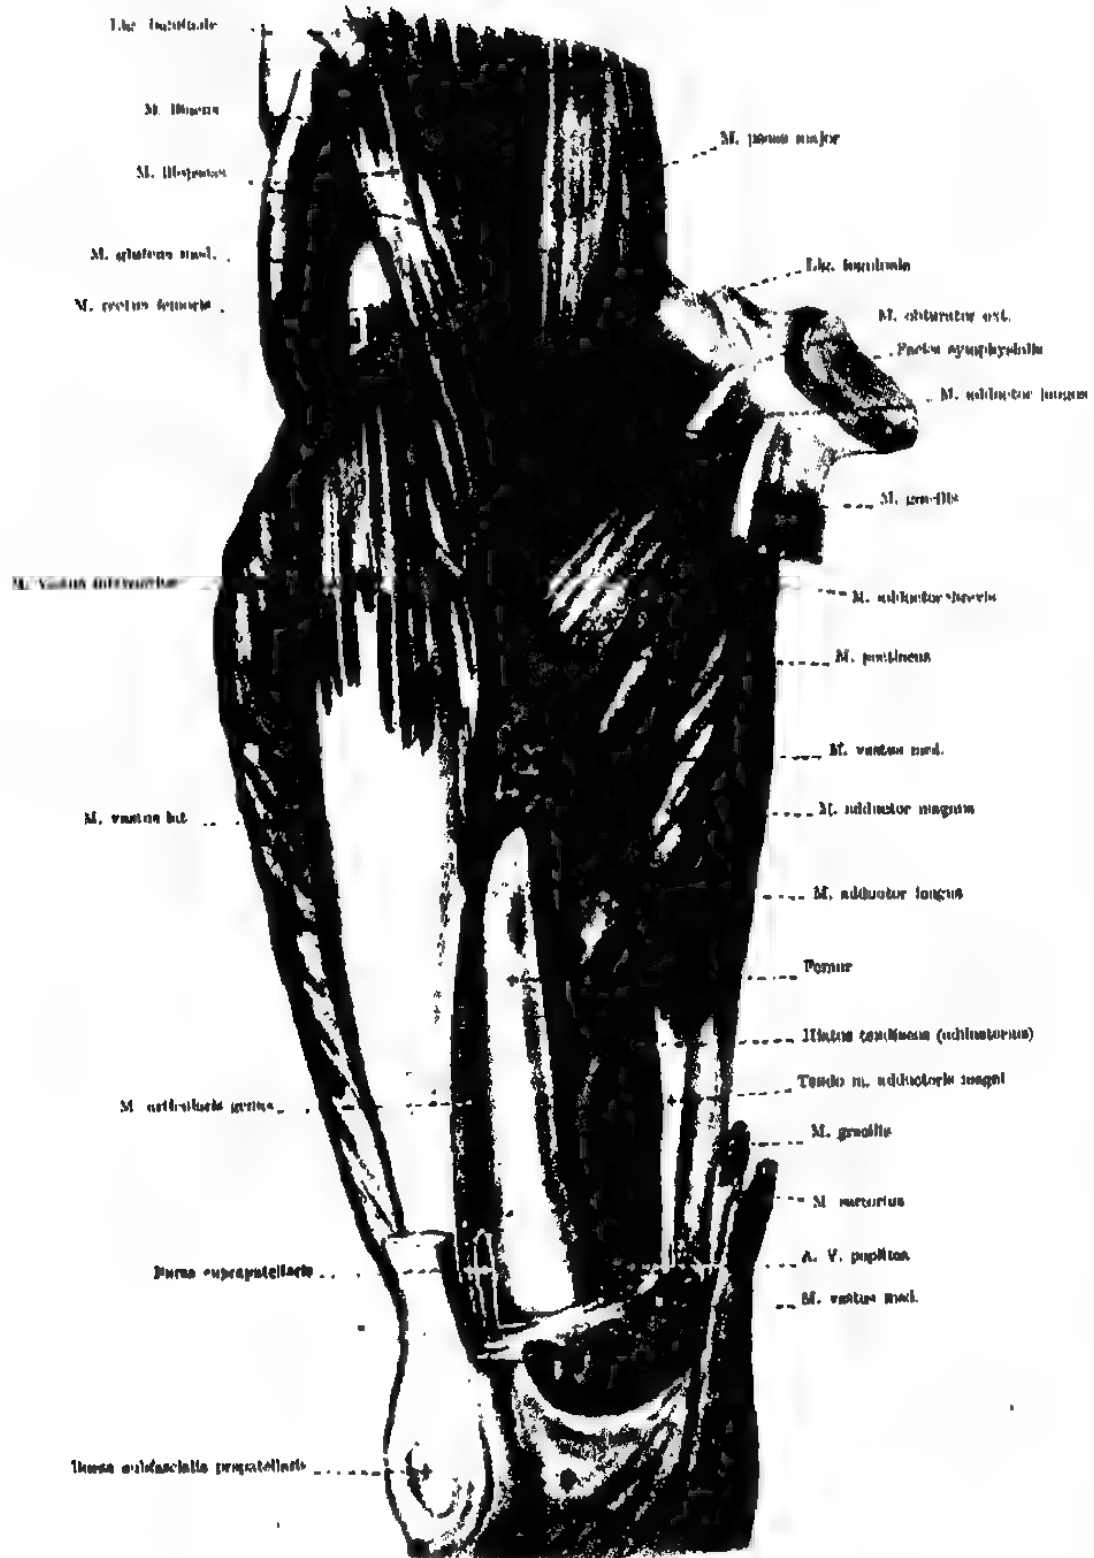 Lig. inguinale
M. iliacus
M. iliopsoas
M. glutaeus med.
M. rectus femoris
M. vastus intermedius
M. vastus lat.
M. articularis genus
Bursa suprapatellaris
Bursa subfascialis praepatellaris
M. psoas major
Lig. inguinale
M. obturator ext.
Facies symphysialis
M. adductor longus
M. gracilis
M. adductor brevis
M. pectineus
M. vastus med.
M. adductor magnus
M. adductor longus
Femur
Hiatus tendineus (adductorius)
Tendo m. adductoris magni
M. gracilis
M. sartorius
A. V. poplitea
M. vastus med.